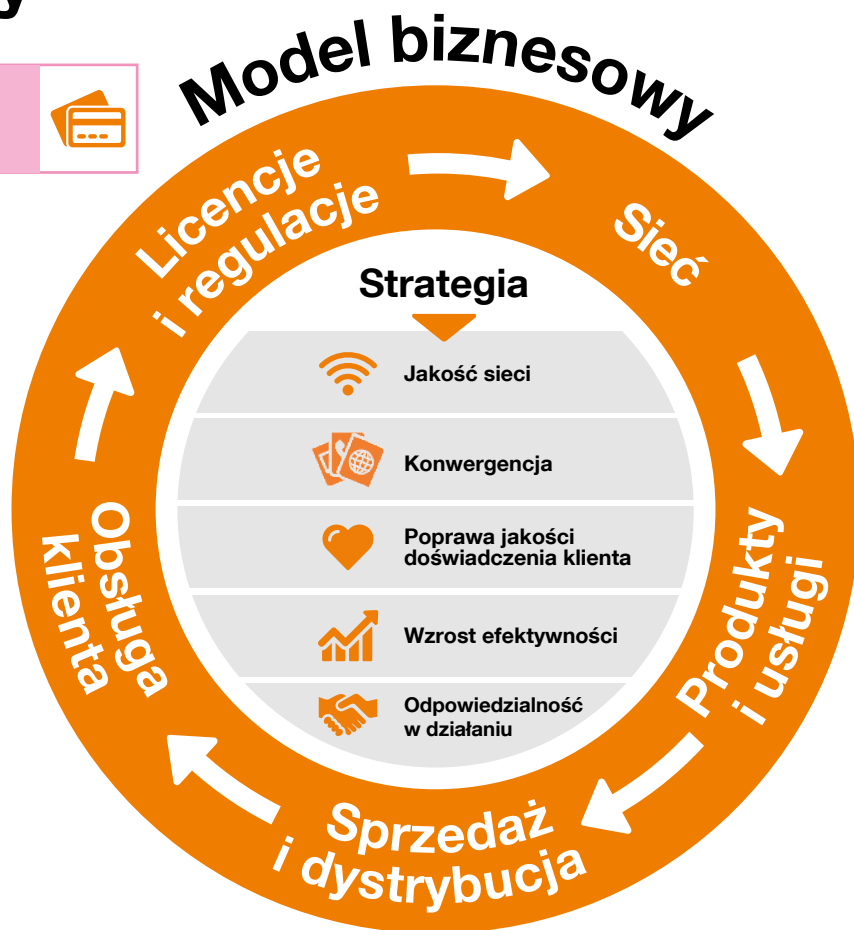 Model biznesowy
Licencje
i regulacje
Sieć
Produkty
i usługi
Sprzedaż
i dystrybucja
Obsługa
klienta
Strategia
Jakość sieci
Konwergencja
Poprawa jakości
doświadczenia klienta
Wzrost efektywności
Odpowiedzialność
w działaniu